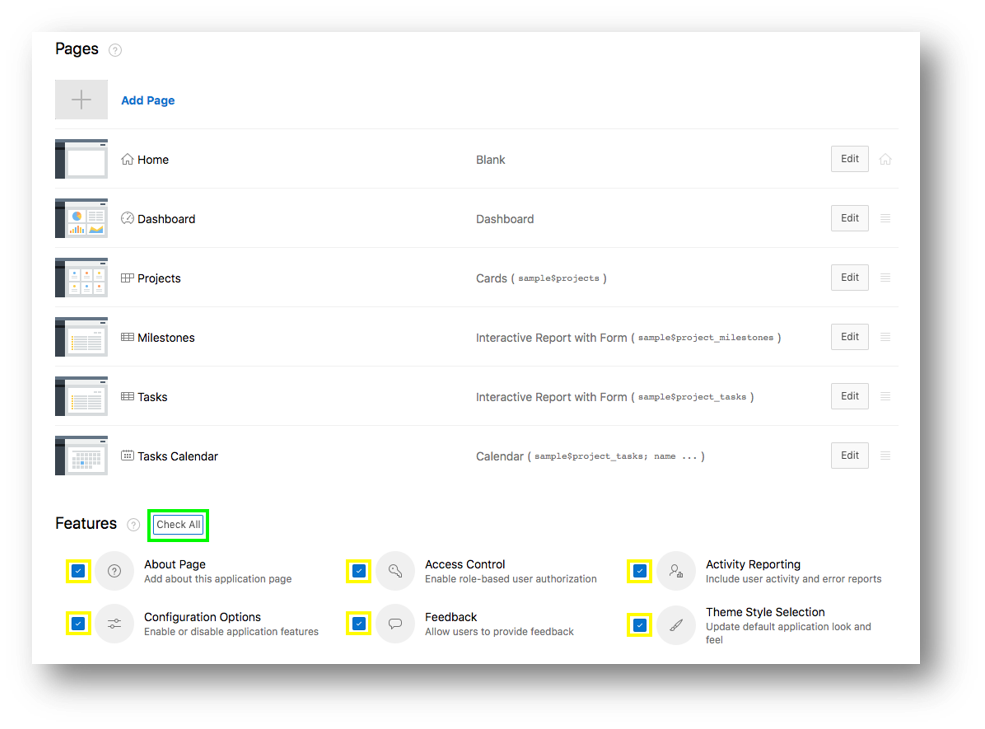 Pages ?
Add Page
Home Blank Edit
Dashboard Dashboard Edit
Projects Cards ( sample$projects ) Edit
Milestones Interactive Report with Form ( sample$project_milestones ) Edit
Tasks Interactive Report with Form ( sample$project_tasks ) Edit
Tasks Calendar Calendar ( sample$project_tasks; name ... ) Edit
Features ? Check All
? About Page
Add about this application page
Access Control
Enable role-based user authorization
Activity Reporting
Include user activity and error reports
Configuration Options
Enable or disable application features
Feedback
Allow users to provide feedback
Theme Style Selection
Update default application look and
feel